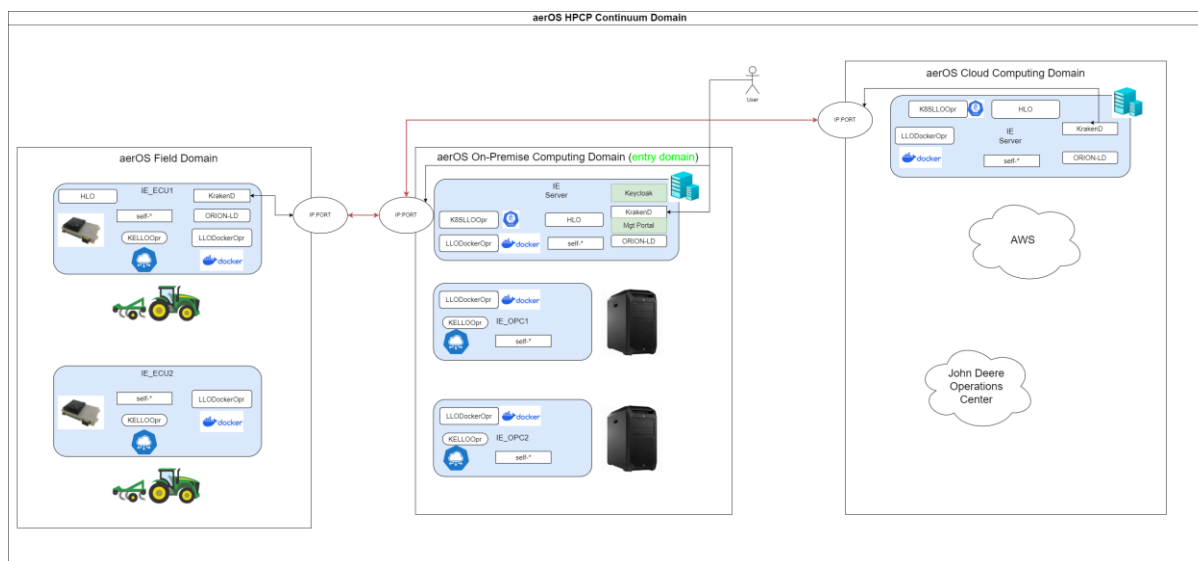 aerOS HPCP Continuum Domain
aerOS Field Domain
IE_ECU1
HLO
KrakenD
self-*
ORION-LD
KELLOOpr
LLODockerOpr
docker
IE_ECU2
self-*
LLODockerOpr
KELLOOpr
docker
IP:PORT
IP:PORT
User
aerOS On-Premise Computing Domain (entry domain)
IE
Server
Keycloak
K8SLLOOpr
HLO
KrakenD
Mgt Portal
LLODockerOpr
docker
self-*
ORION-LD
LLODockerOpr
docker
KELLOOpr
IE_OPC1
self-*
LLODockerOpr
docker
KELLOOpr
IE_OPC2
self-*
IP:PORT
aerOS Cloud Computing Domain
K8SLLOOpr
HLO
LLODockerOpr
IE
Server
KrakenD
docker
self-*
ORION-LD
AWS
John Deere
Operations
Center